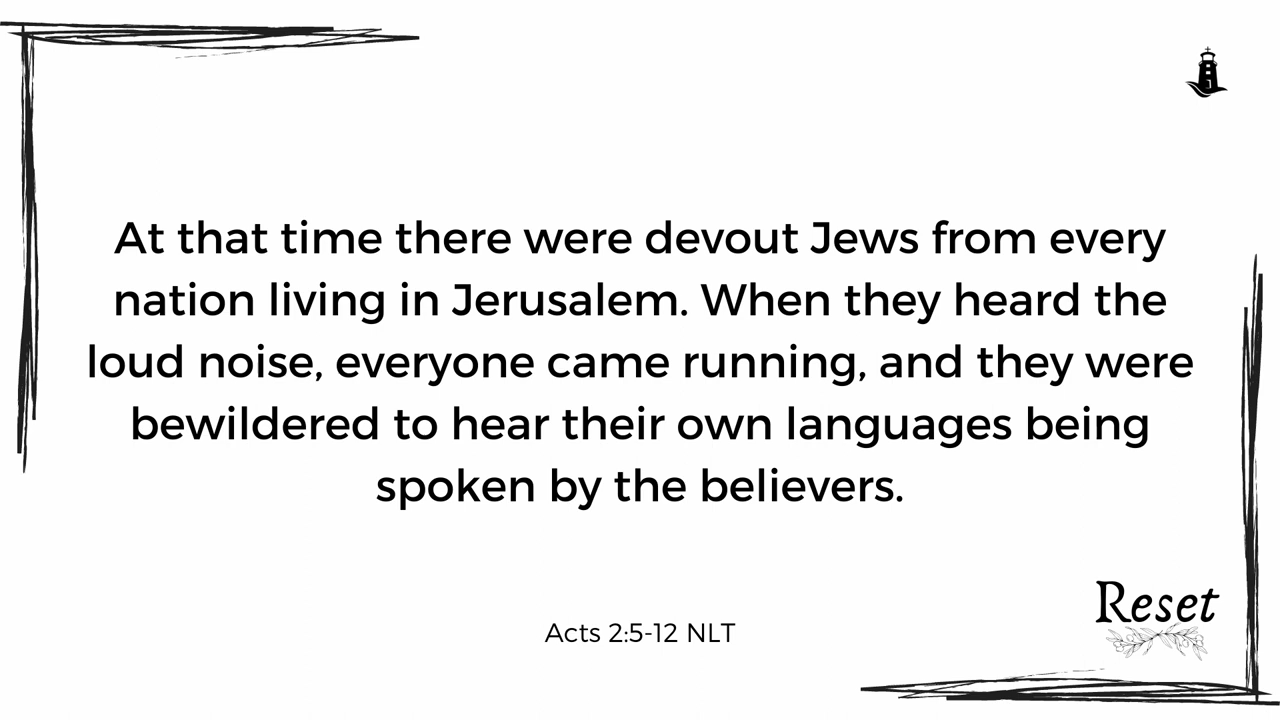 At that time there were devout Jews from every
nation living in Jerusalem. When they heard the
loud noise, everyone came running, and they were
bewildered to hear their own languages being
spoken by the believers.
Acts 2:5-12 NLT
Reset